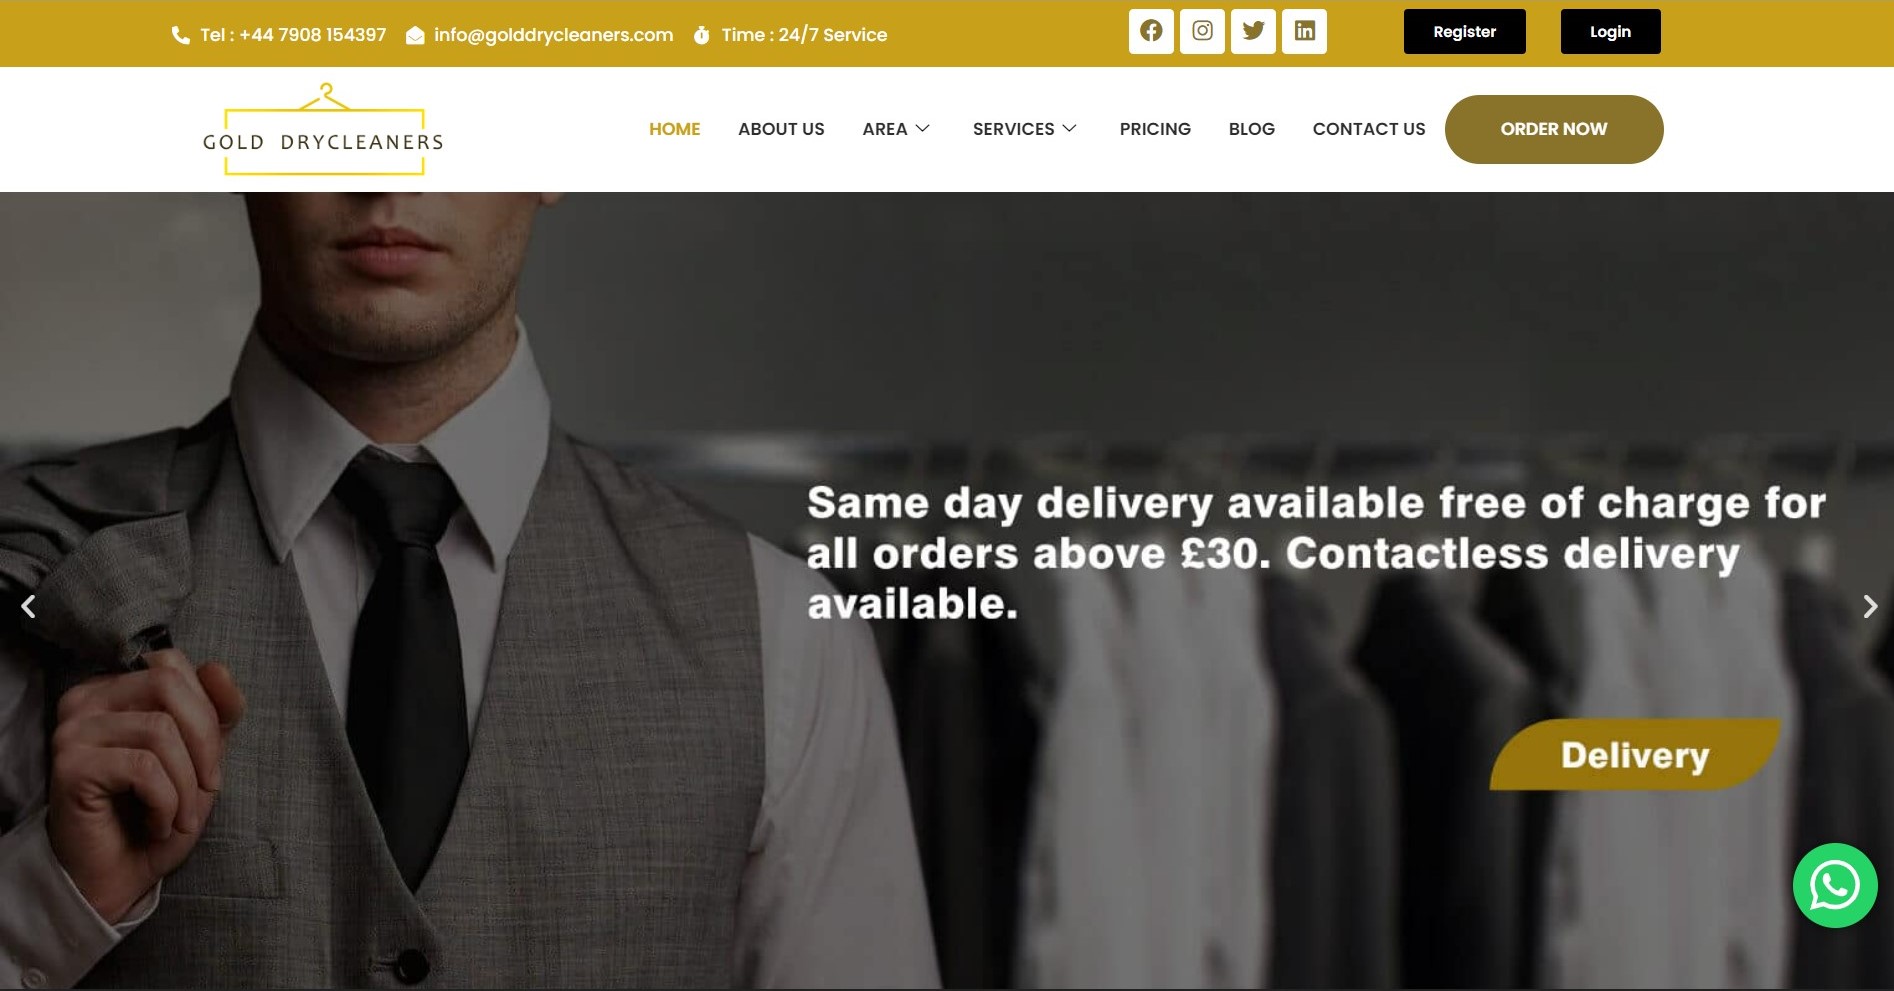 Tel : +44 7908 154397 info@golddrycleaners.com Time : 24/7 Service
Register Login
GOLD DRYCLEANERS
HOME ABOUT US AREA SERVICES PRICING BLOG CONTACT US ORDER NOW
Same day delivery available free of charge for
all orders above £30. Contactless delivery
available.
Delivery